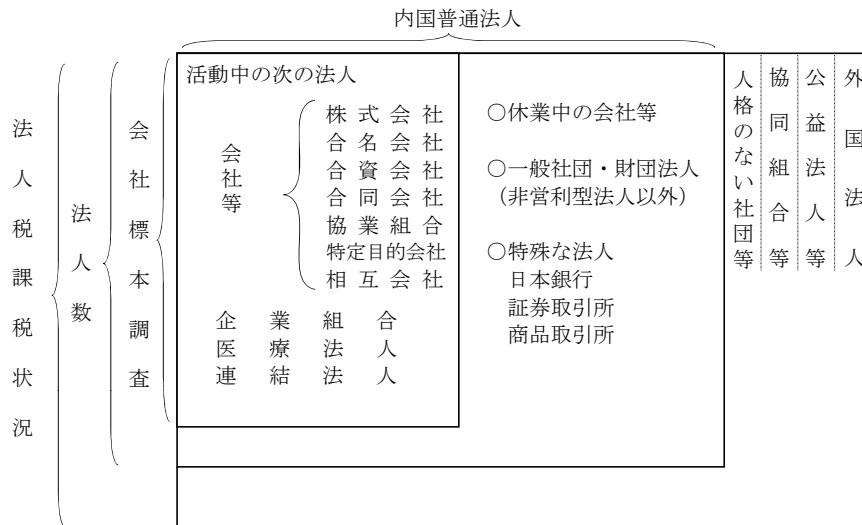 内国普通法人
法人税課税状況
法人数
会社標本調査
活動中の次の法人
会社等
株式会社
合名会社
合資会社
合同会社
協業組合
特定目的会社
相互会社
企業組合
医療法人
連結法人
○休業中の会社等
○一般社団・財団法人
（非営利型法人以外）
○特殊な法人
日本銀行
証券取引所
商品取引所
人格のない社団等
協同組合等
公益法人等
外国法人